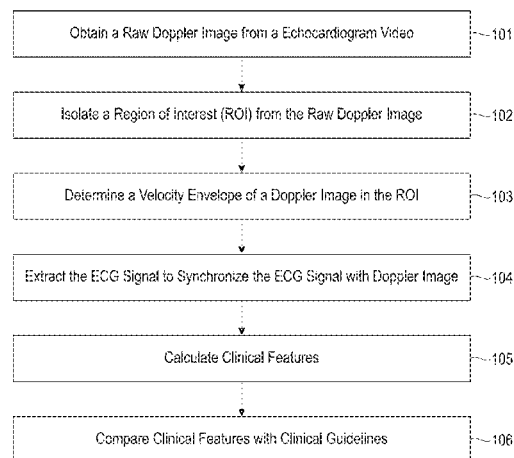 Obtain a Raw Doppler Image from a Echocardiogram Video
101
Isolate a Region of Interest (ROI) from the Raw Doppler Image
102
Determine a Velocity Envelope of a Doppler Image in the ROI
103
Extract the ECG Signal to Synchronize the ECG Signal with Doppler Image
104
Calculate Clinical Features
105
Compare Clinical Features with Clinical Guidelines
106